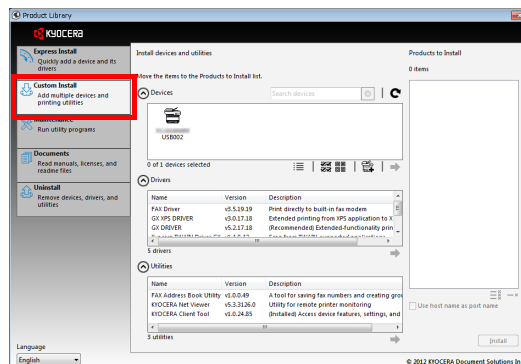 Product Library
KYOCERA
Express Install
Quickly add a device and its
drivers
Custom Install
Add multiple devices and
printing utilities
Maintenance
Run utility programs
Documents
Read manuals, licenses, and
readme files
Uninstall
Remove devices, drivers, and
utilities
Language
English
Install devices and utilities
Move the items to the Products to Install list.
Devices
Search devices
USB002
0 of 1 devices selected
Drivers
Name Version Description
FAX Driver v3.5.19.19 Print directly to built-in fax modem
GX XPS DRIVER v3.0.17.18 Extended printing from XPS application to X
GX DRIVER v5.2.17.18 (Recommended) Extended-functionality prin
5 drivers
Utilities
Name Version Description
FAX Address Book Utility v1.0.0.49 A tool for saving fax numbers and creating grou
KYOCERA Net Viewer v5.3.3126.0 Utility for remote printer monitoring
KYOCERA Client Tool v1.0.24.85 (Installed) Access device features, settings, and
3 utilities
Products to Install
0 items
Use host name as port name
Install
© 2012 KYOCERA Document Solutions In